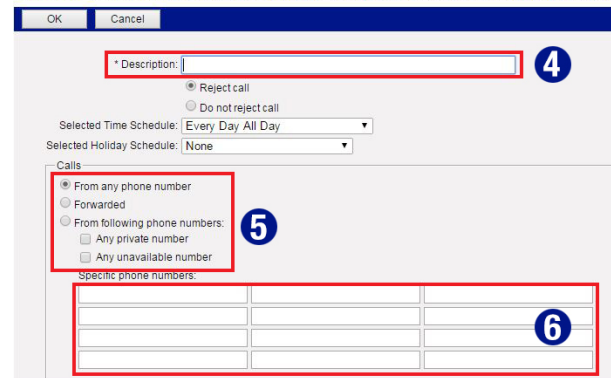 OK Cancel
* Description: 4
Reject call
Do not reject call
Selected Time Schedule: Every Day All Day
Selected Holiday Schedule: None
Calls
From any phone number
Forwarded
From following phone numbers: 5
Any private number
Any unavailable number
Specific phone numbers:
6